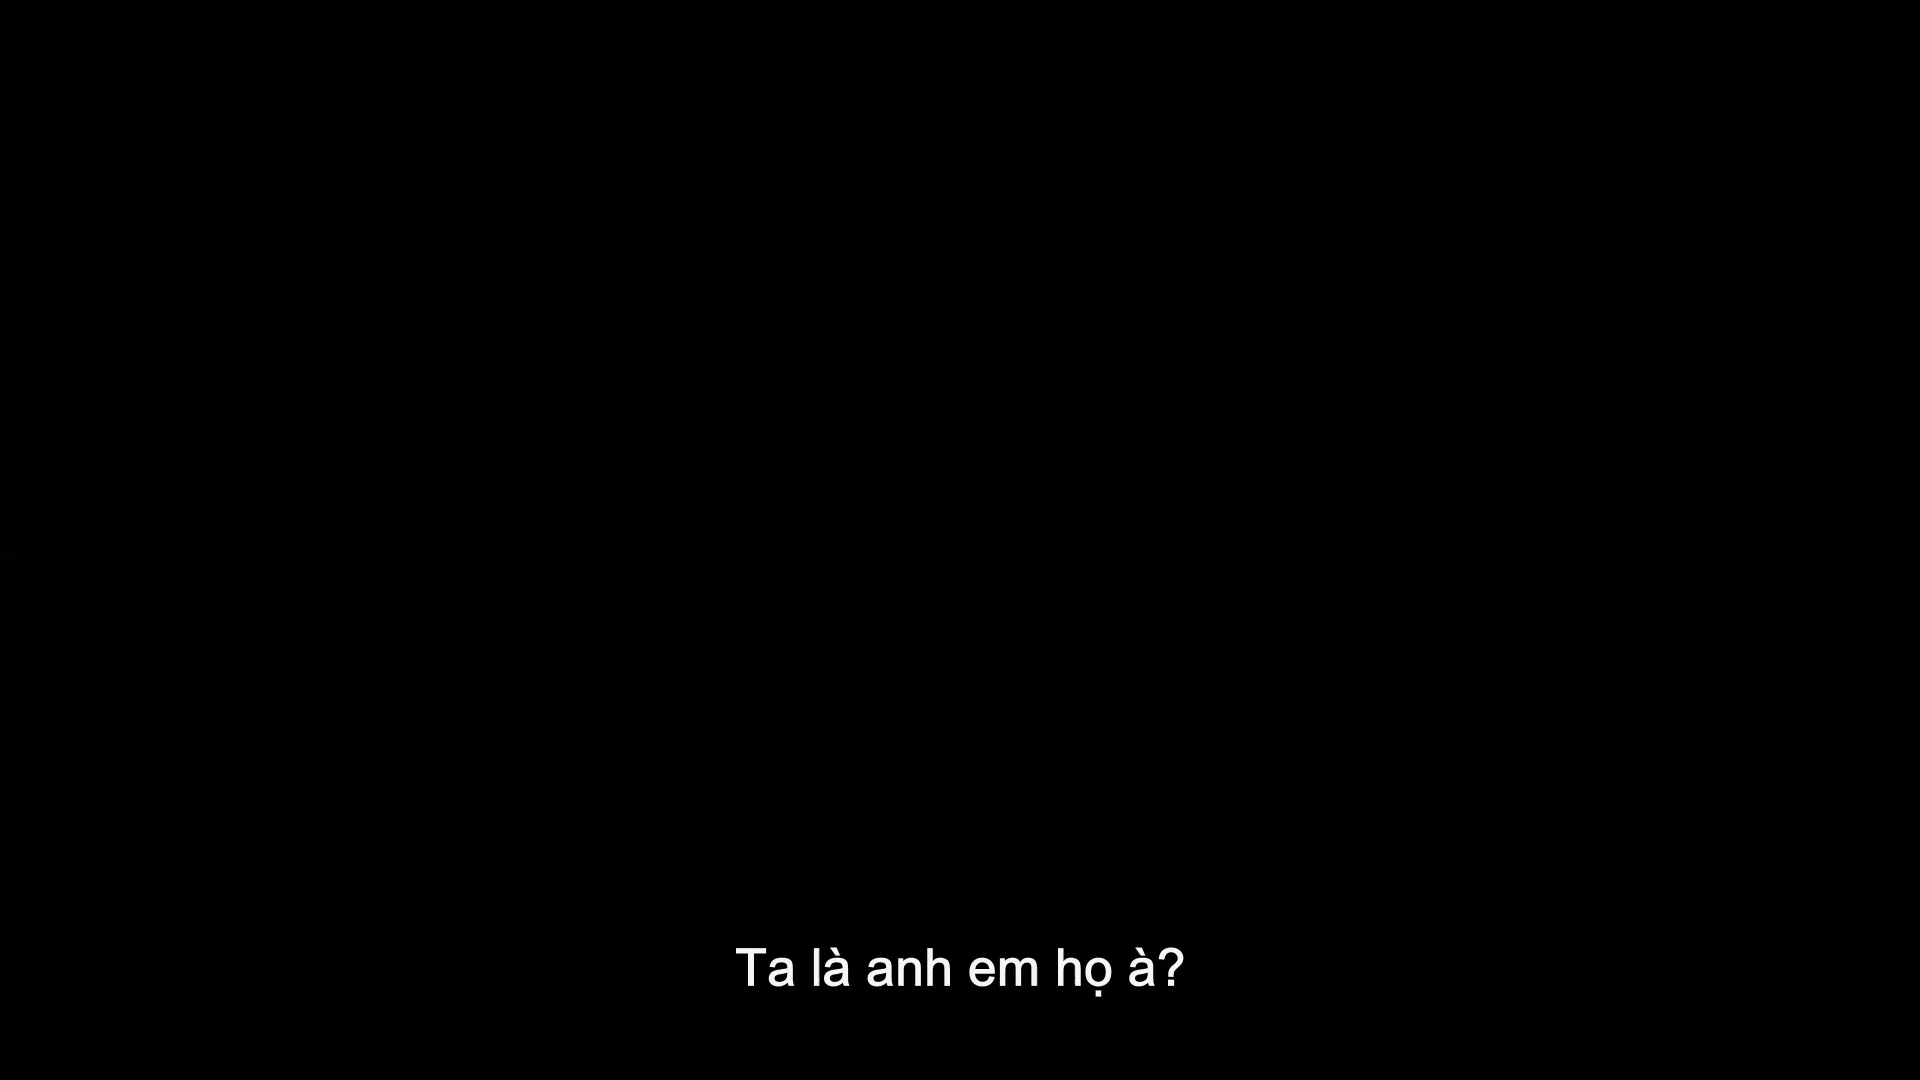 Ta là anh em họ à?